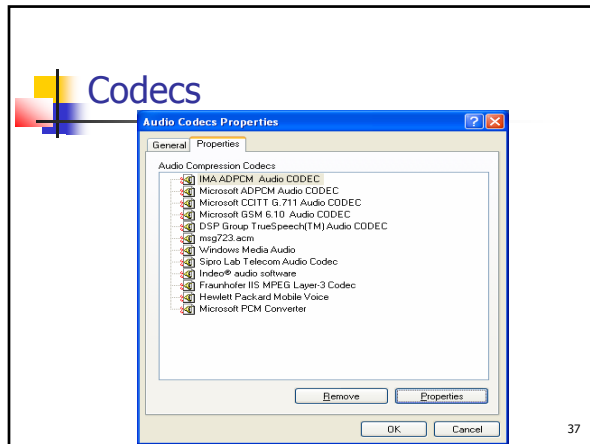 Codecs
Audio Codecs Properties
General Properties
Audio Compression Codecs
IMA ADPCM Audio CODEC
Microsoft ADPCM Audio CODEC
Microsoft CCITT G.711 Audio CODEC
Microsoft GSM 6.10 Audio CODEC
DSP Group TrueSpeech(TM) Audio CODEC
msg723.acm
Windows Media Audio
Sipro Lab Telecom Audio Codec
Indeo® audio software
Fraunhofer IIS MPEG Layer-3 Codec
Hewlett Packard Mobile Voice
Microsoft PCM Converter
Remove Properties
OK Cancel
37